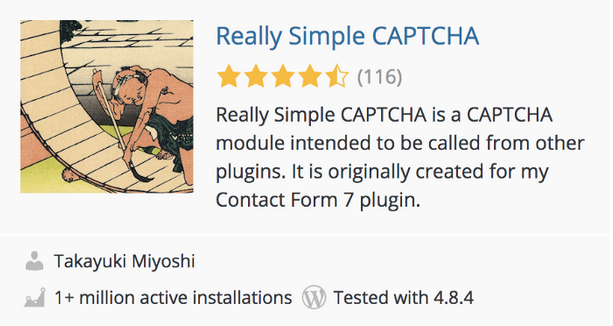 Really Simple CAPTCHA
(116)
Really Simple CAPTCHA is a CAPTCHA
module intended to be called from other
plugins. It is originally created for my
Contact Form 7 plugin.
Takayuki Miyoshi
1+ million active installations Tested with 4.8.4